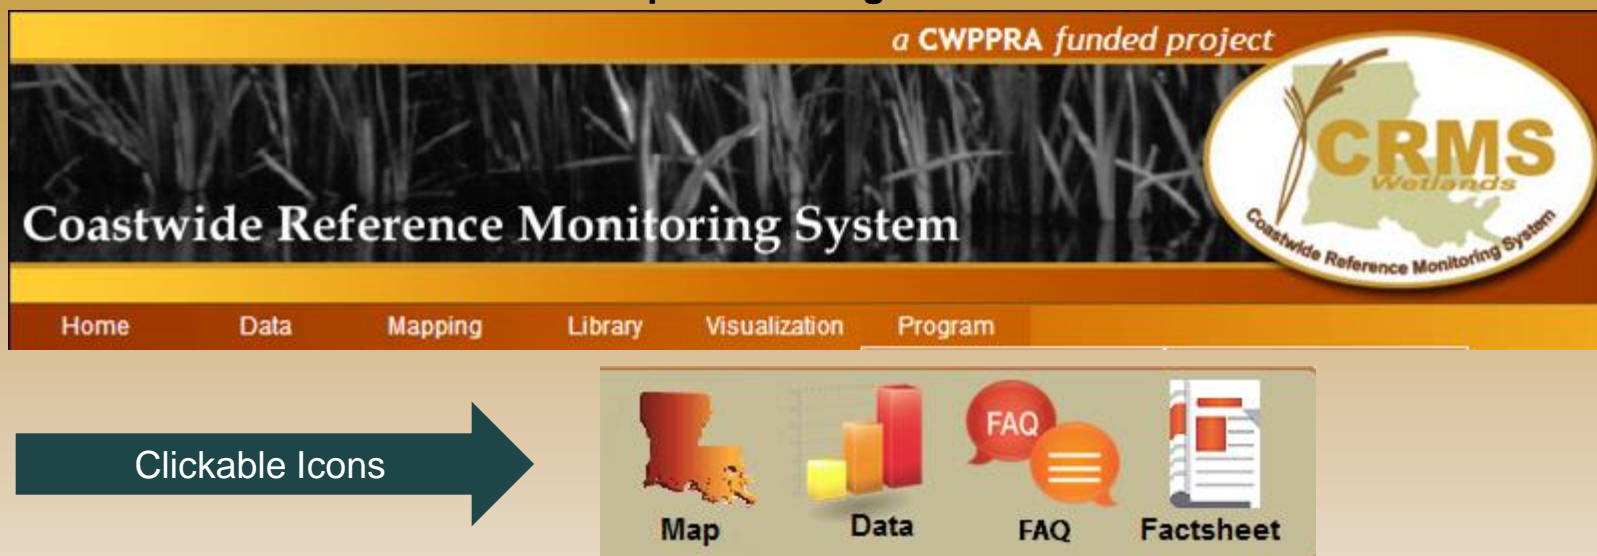 a CWPPRA funded project
CRMS
Wetlands
Coastwide Reference Monitoring System
Coastwide Reference Monitoring System
Home Data Mapping Library Visualization Program
Clickable Icons
FAQ
Map Data FAQ Factsheet